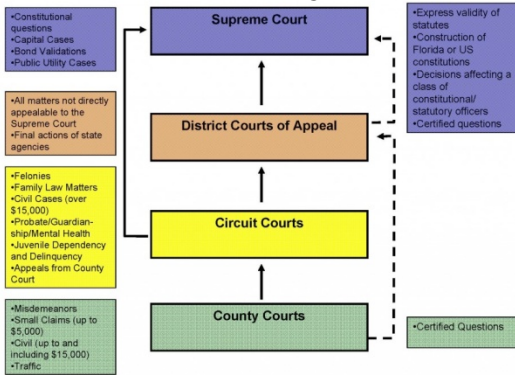 •Constitutional
questions
•Capital Cases
•Bond Validations
•Public Utility Cases
Supreme Court
•Express validity of
statutes
•Construction of
Florida or US
constitutions
•Decisions affecting a
class of
constitutional/
statutory officers
•Certified questions
•All matters not directly
appealable to the
Supreme Court
•Final actions of state
agencies
District Courts of Appeal
•Felonies
•Family Law Matters
•Civil Cases (over
$15,000)
•Probate/Guardian-
ship/Mental Health
•Juvenile Dependency
and Delinquency
•Appeals from County
Court
Circuit Courts
•Misdemeanors
•Small Claims (up to
$5,000)
•Civil (up to and
including $15,000)
•Traffic
County Courts
•Certified Questions